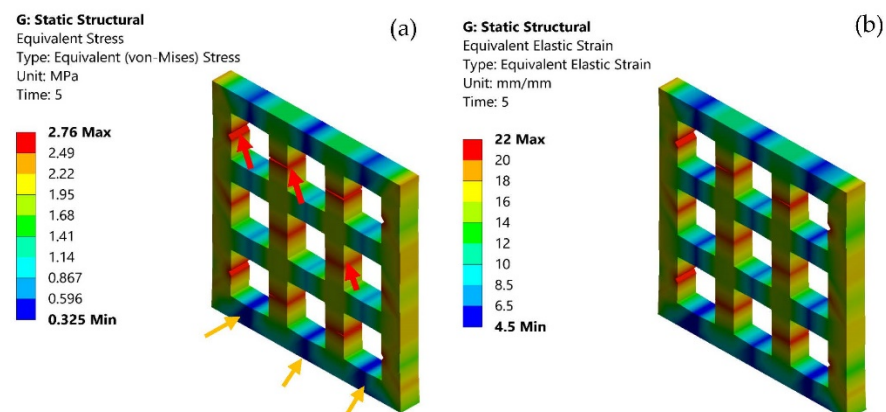 G: Static Structural
(a)
Equivalent Stress
Type: Equivalent (von-Mises) Stress
Unit: MPa
Time: 5
2.76 Max
2.49
2.22
1.95
1.68
1.41
1.14
0.867
0.596
0.325 Min
G: Static Structural
(b)
Equivalent Elastic Strain
Type: Equivalent Elastic Strain
Unit: mm/mm
Time: 5
22 Max
20
18
16
14
12
10
8.5
6.5
4.5 Min